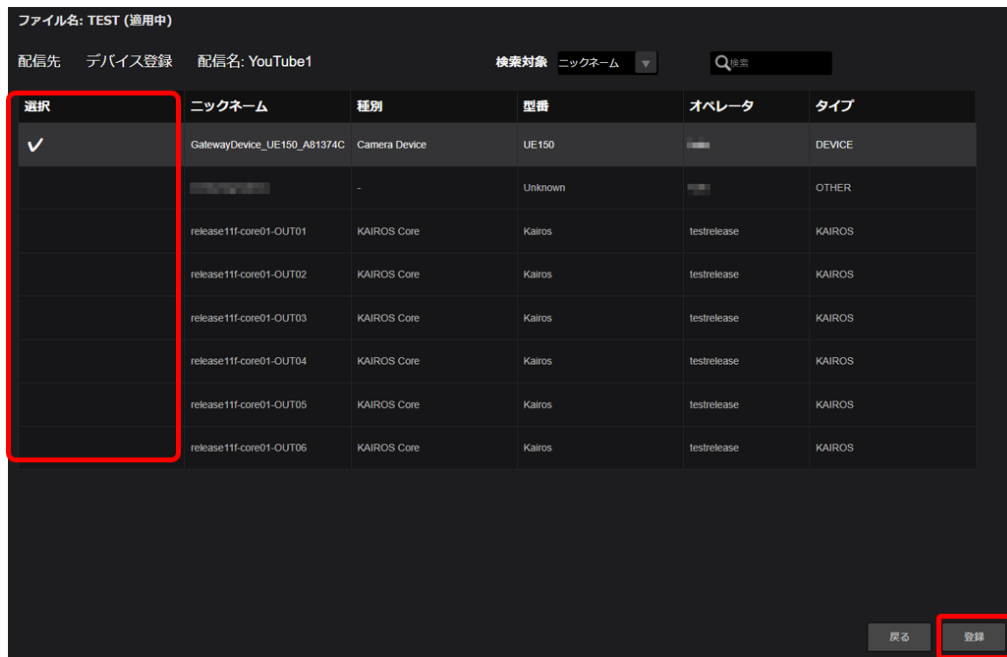 ファイル名: TEST (適用中)
配信先 デバイス登録 配信名: YouTube1 検索対象 ニックネーム 検索
選択 ニックネーム 種別 型番 オペレータ タイプ
GatewayDevice_UE150_A81374C Camera Device UE150 DEVICE
- Unknown OTHER
release11f-core01-OUT01 KAIROS Core Kairos testrelease KAIROS
release11f-core01-OUT02 KAIROS Core Kairos testrelease KAIROS
release11f-core01-OUT03 KAIROS Core Kairos testrelease KAIROS
release11f-core01-OUT04 KAIROS Core Kairos testrelease KAIROS
release11f-core01-OUT05 KAIROS Core Kairos testrelease KAIROS
release11f-core01-OUT06 KAIROS Core Kairos testrelease KAIROS
戻る 登録